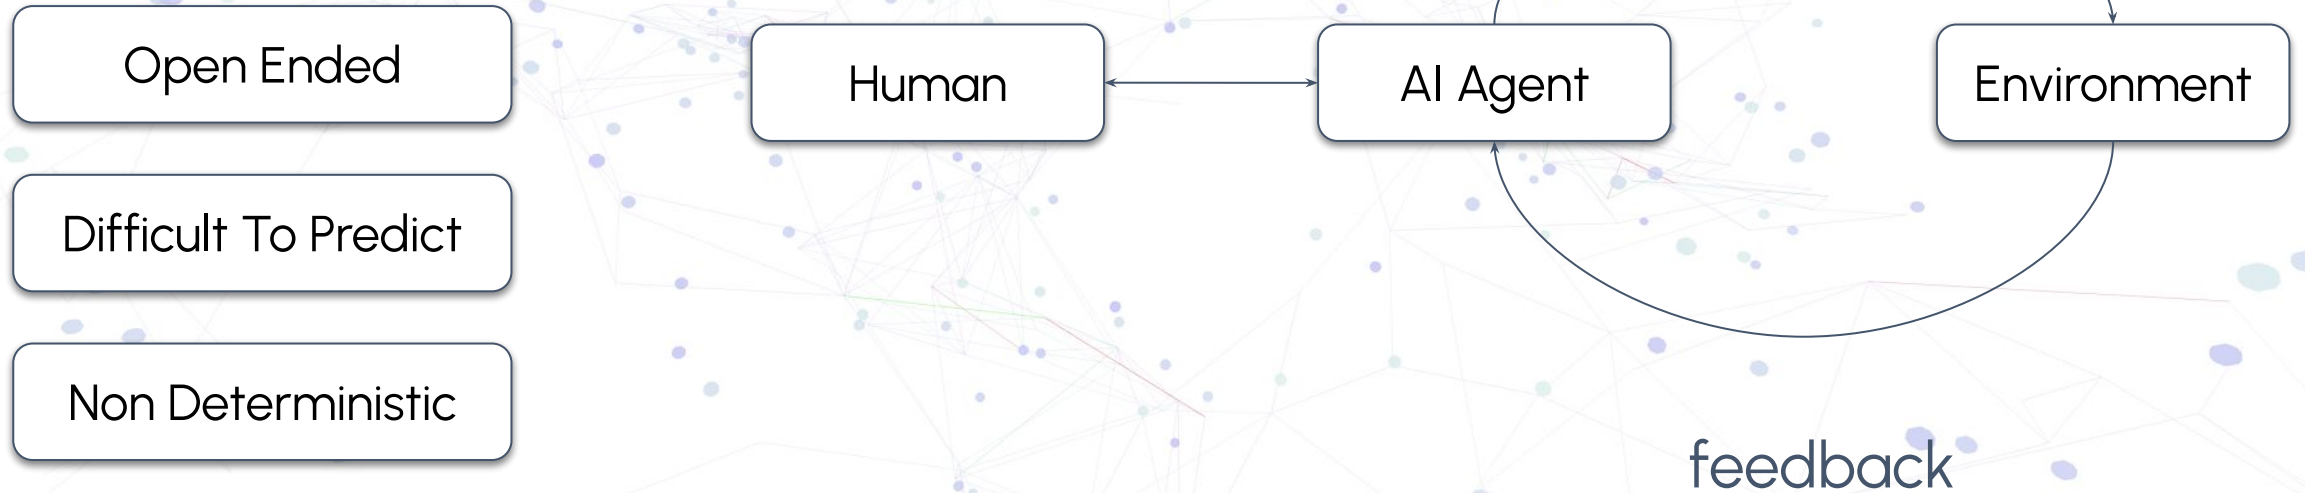 Open Ended
Difficult To Predict
Non Deterministic
Human
AI Agent
Environment
feedback